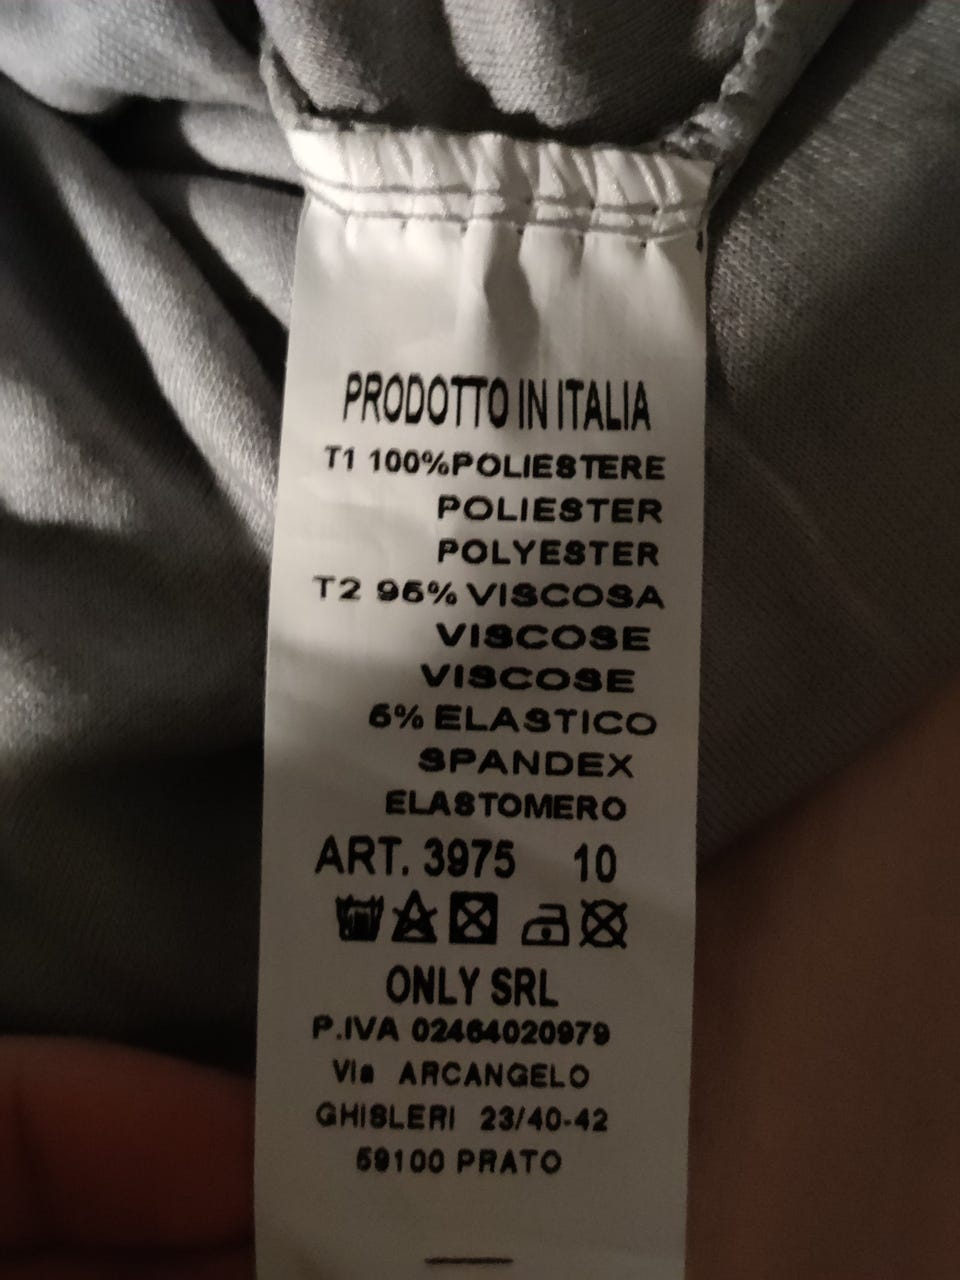 PRODOTTO IN ITALIA
T1 100%POLIESTERE
POLIESTER
POLYESTER
T2 95% VISCOSA
VISCOSE
VISCOSE
5% ELASTICO
SPANDEX
ELASTOMERO
ART. 3975 10
ONLY SRL
P.IVA 02464020979
Via ARCANGELO
GHISLERI 23/40-42
59100 PRATO